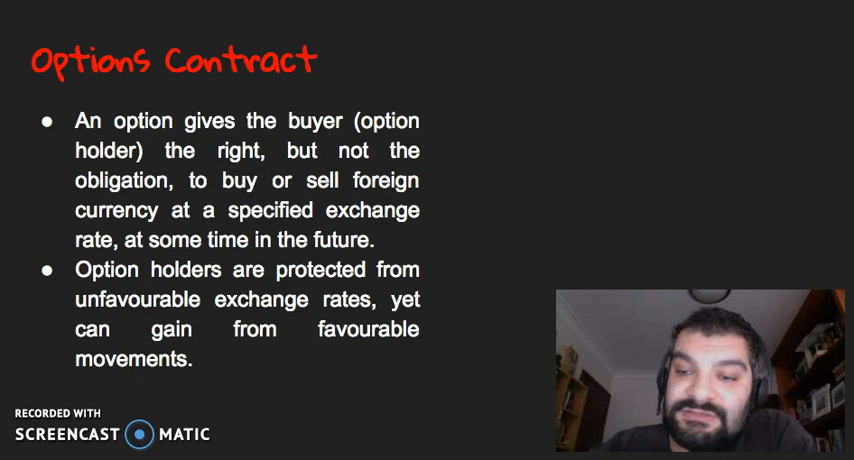 Options Contract
● An option gives the buyer (option
holder) the right, but not the
obligation, to buy or sell foreign
currency at a specified exchange
rate, at some time in the future.
● Option holders are protected from
unfavourable exchange rates, yet
can gain from favourable
movements.
RECORDED WITH
SCREENCAST MATIC